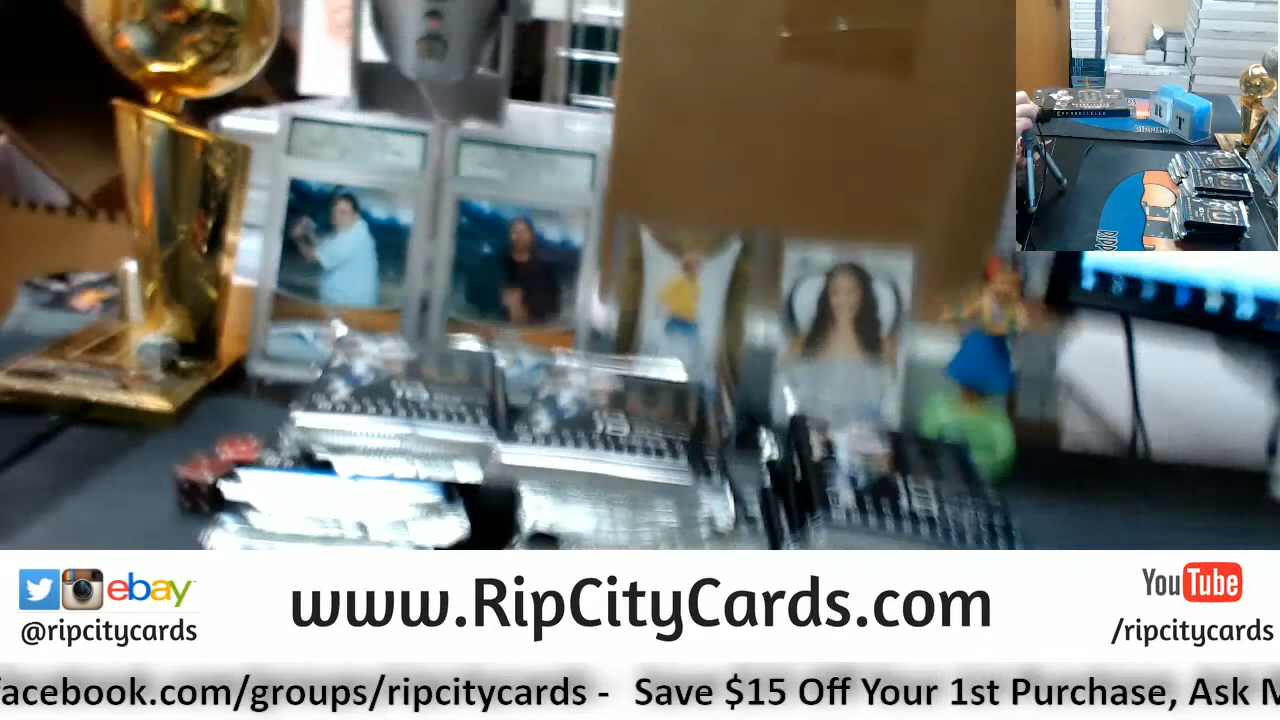 R T
ebay
@ripcitycards
www.RipCityCards.com
YouTube
/ripcitycards
facebook.com/groups/ripcitycards - Save $15 Off Your 1st Purchase, Ask M